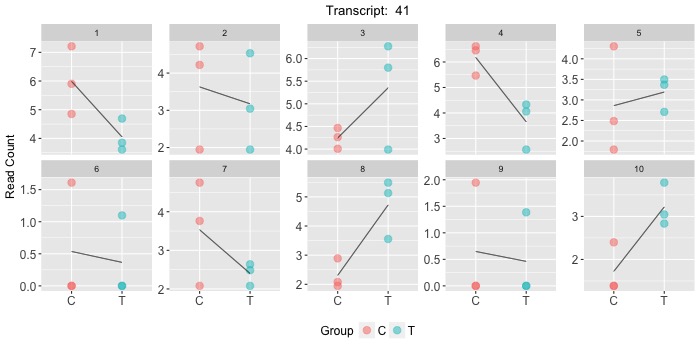 Transcript: 41
1 2 3 4 5
7 6 5 4
4 3 2
6.0 5.5 5.0 4.5 4.0
6 5 4 3
4.0 3.5 3.0 2.5 2.0
Read Count
6 7 8 9 10
1.5 1.0 0.5 0.0
4 3 2
5 4 3 2
2.0 1.5 1.0 0.5 0.0
3 2
C T C T C T C T C T
Group C T